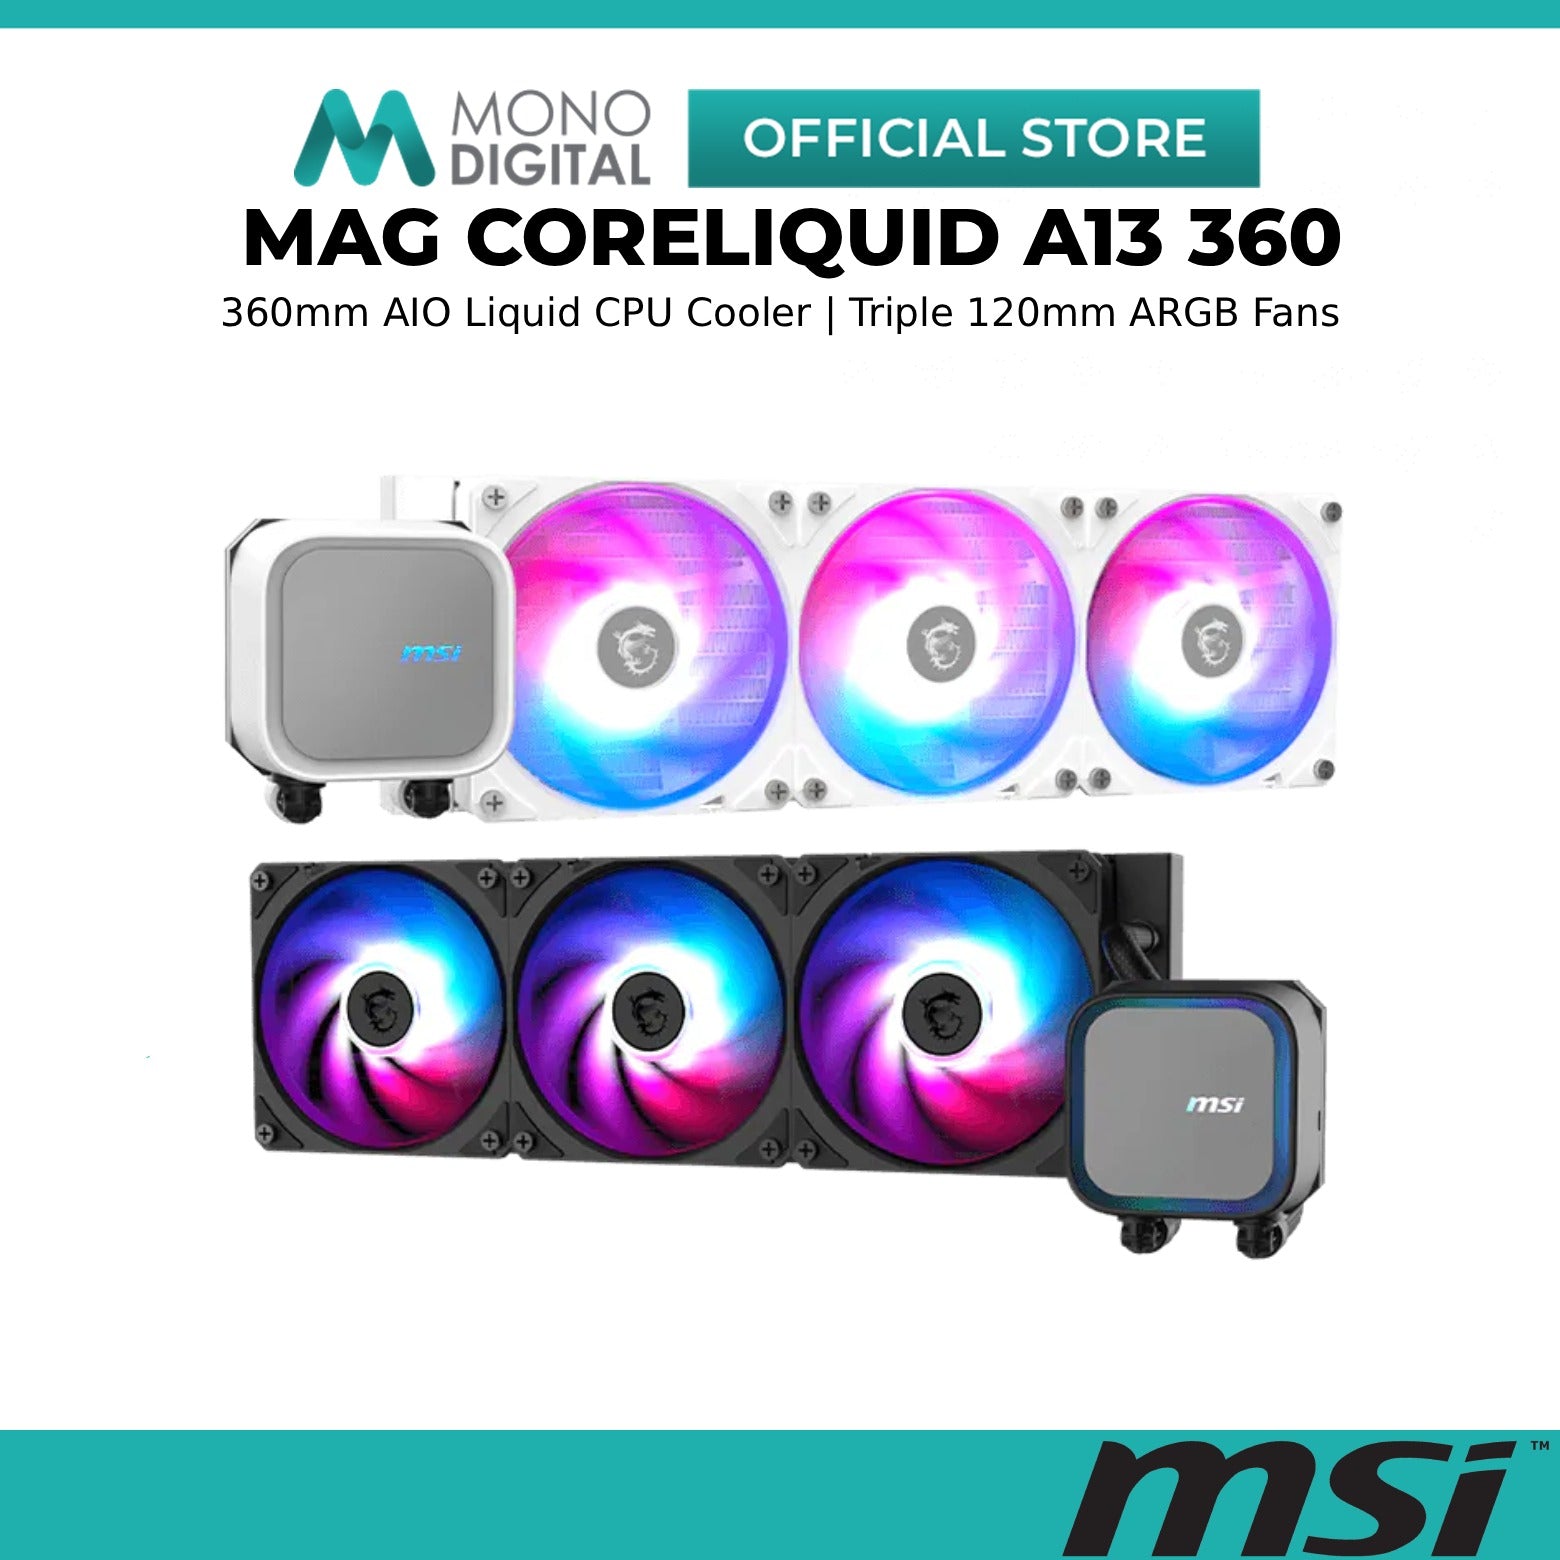 MONO
DIGITAL
OFFICIAL STORE
MAG CORELIQUID A13 360
360mm AIO Liquid CPU Cooler | Triple 120mm ARGB Fans
msi
msi
msi™